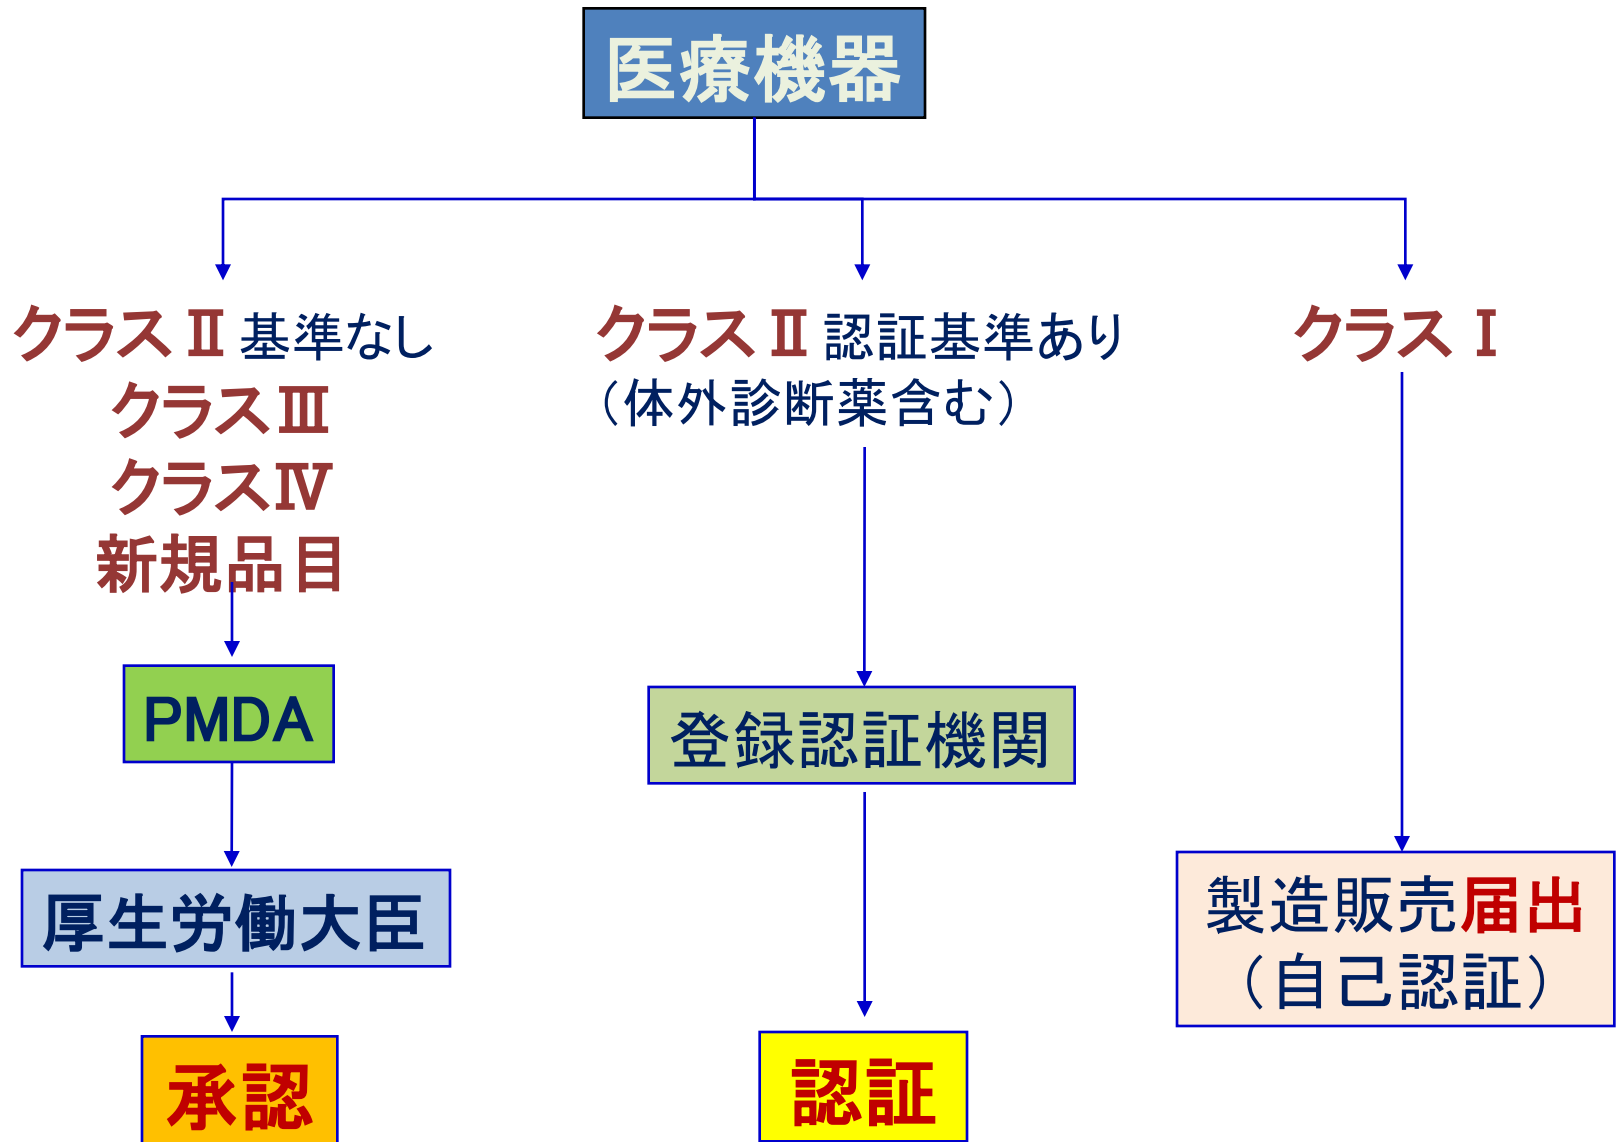 医療機器
クラスⅡ 基準なし
クラスⅢ
クラスⅣ
新規品目
PMDA
厚生労働大臣
承認
クラスⅡ 認証基準あり
（体外診断薬含む）
登録認証機関
認証
クラスⅠ
製造販売届出
（自己認証）